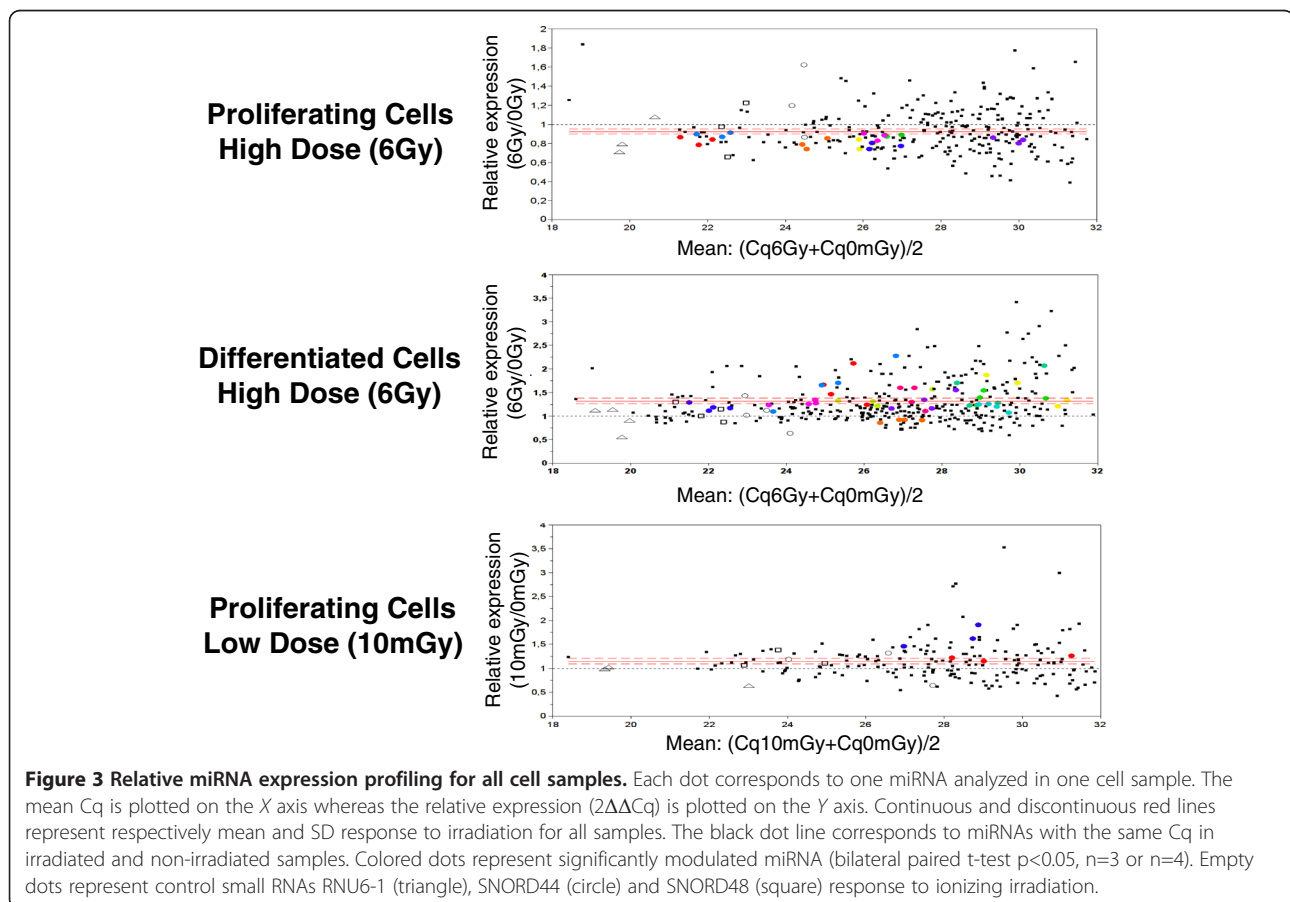 Proliferating Cells
High Dose (6Gy)
Relative expression
(6Gy/0Gy)
2
1,8
1,6
1,4
1,2
1
0,8
0,6
0,4
0,2
0
18 20 22 24 26 28 30 32
Mean: (Cq6Gy+Cq0mGy)/2
Differentiated Cells
High Dose (6Gy)
Relative expression
(6Gy/0Gy)
4
3,5
3
2,5
2
1,5
1
0,5
0
18 20 22 24 26 28 30 32
Mean: (Cq6Gy+Cq0mGy)/2
Proliferating Cells
Low Dose (10mGy)
Relative expression
(10mGy/0mGy)
4
3,5
3
2,5
2
1,5
1
0,5
0
18 20 22 24 26 28 30 32
Mean: (Cq10mGy+Cq0mGy)/2
Figure 3 Relative miRNA expression profiling for all cell samples. Each dot corresponds to one miRNA analyzed in one cell sample. The
mean Cq is plotted on the X axis whereas the relative expression (2ΔΔCq) is plotted on the Y axis. Continuous and discontinuous red lines
represent respectively mean and SD response to irradiation for all samples. The black dot line corresponds to miRNAs with the same Cq in
irradiated and non-irradiated samples. Colored dots represent significantly modulated miRNA (bilateral paired t-test p<0.05, n=3 or n=4). Empty
dots represent control small RNAs RNU6-1 (triangle), SNORD44 (circle) and SNORD48 (square) response to ionizing irradiation.